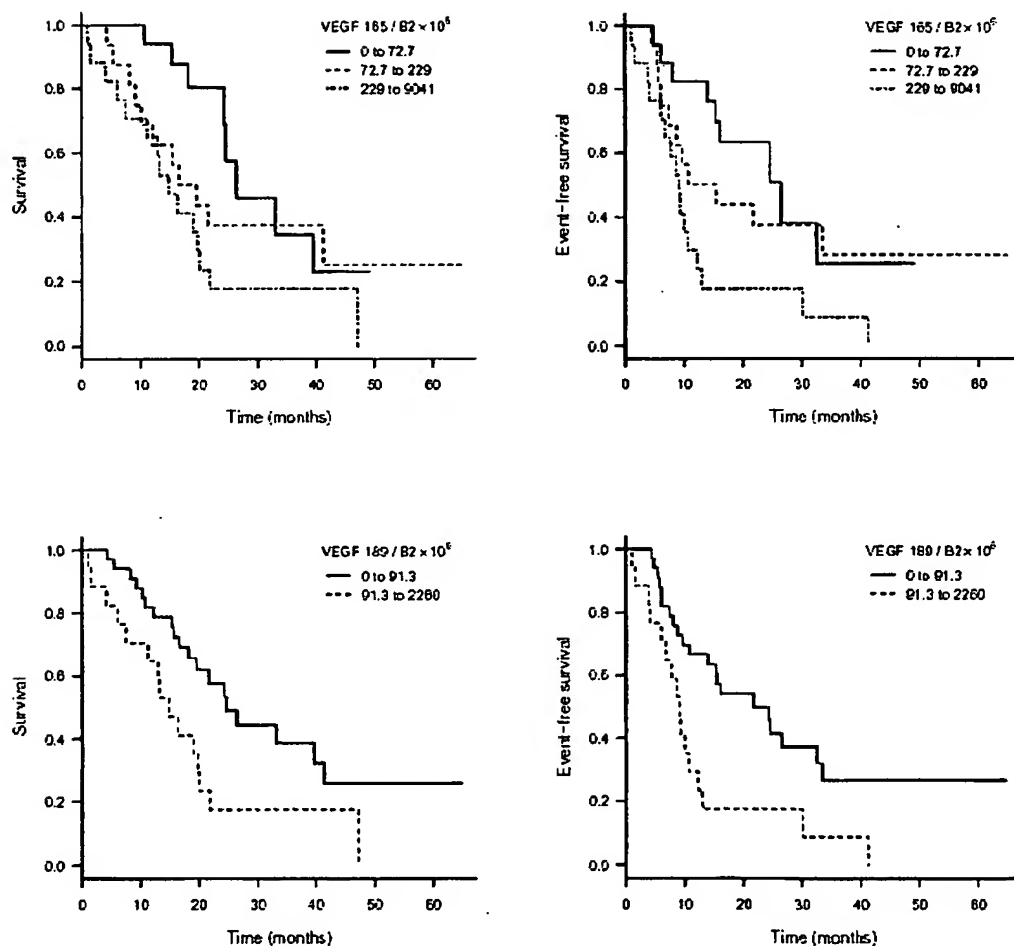 VEGF 165 / B2 × 10⁶
0 to 72.7
72.7 to 229
229 to 9041
Survival
1.0
0.8
0.6
0.4
0.2
0.0
0 10 20 30 40 50 60
Time (months)
VEGF 165 / B2 × 10⁶
0 to 72.7
72.7 to 229
229 to 9041
Event-free survival
1.0
0.8
0.6
0.4
0.2
0.0
0 10 20 30 40 50 60
Time (months)
VEGF 189 / B2 × 10⁶
0 to 91.3
91.3 to 2260
Survival
1.0
0.8
0.6
0.4
0.2
0.0
0 10 20 30 40 50 60
Time (months)
VEGF 189 / B2 × 10⁶
0 to 91.3
91.3 to 2260
Event-free survival
1.0
0.8
0.6
0.4
0.2
0.0
0 10 20 30 40 50 60
Time (months)